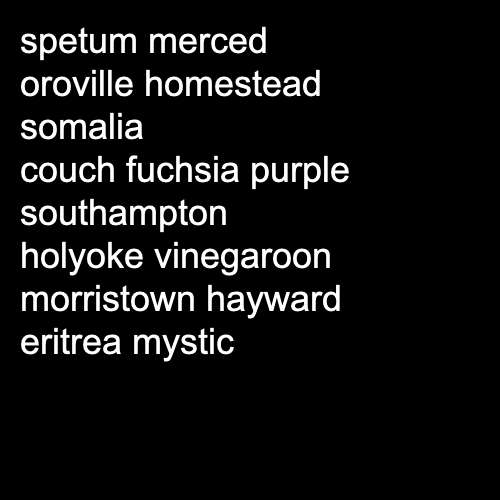 spetum merced
oroville homestead
somalia
couch fuchsia purple
southampton
holyoke vinegaroon
morristown hayward
eritrea mystic